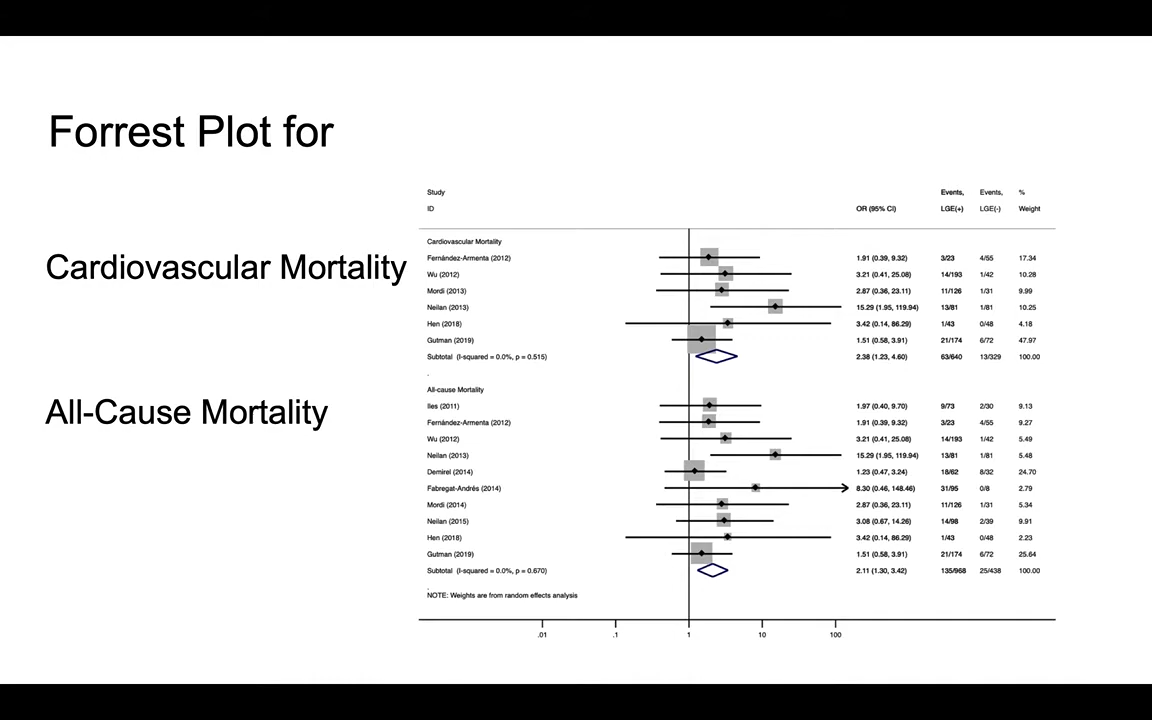 Forrest Plot for
Cardiovascular Mortality
All-Cause Mortality
Study Events, Events, %
ID OR (95% CI) LGE(+) LGE(-) Weight
Cardiovascular Mortality
Fernández-Armenta (2012) 1.91 (0.39, 9.32) 3/23 4/55 17.34
Wu (2012) 3.21 (0.41, 25.08) 14/193 1/42 10.28
Mordi (2013) 2.87 (0.36, 23.11) 11/126 1/31 9.99
Neilan (2013) 15.29 (1.95, 119.94) 13/81 1/81 10.25
Hen (2018) 3.42 (0.14, 86.29) 1/43 0/48 4.18
Gutman (2019) 1.51 (0.58, 3.91) 21/174 6/72 47.97
Subtotal (I-squared = 0.0%, p = 0.515) 2.38 (1.23, 4.60) 63/640 13/329 100.00
.
All-cause Mortality
Iles (2011) 1.97 (0.40, 9.70) 9/73 2/30 9.13
Fernández-Armenta (2012) 1.91 (0.39, 9.32) 3/23 4/55 9.27
Wu (2012) 3.21 (0.41, 25.08) 14/193 1/42 5.49
Neilan (2013) 15.29 (1.95, 119.94) 13/81 1/81 5.48
Demirel (2014) 1.23 (0.47, 3.24) 18/62 8/32 24.70
Fabregat-Andrés (2014) 8.30 (0.46, 148.46) 31/95 0/8 2.79
Mordi (2014) 2.87 (0.36, 23.11) 11/126 1/31 5.34
Neilan (2015) 3.08 (0.67, 14.26) 14/98 2/39 9.91
Hen (2018) 3.42 (0.14, 86.29) 1/43 0/48 2.23
Gutman (2019) 1.51 (0.58, 3.91) 21/174 6/72 25.64
Subtotal (I-squared = 0.0%, p = 0.670) 2.11 (1.30, 3.42) 135/968 25/438 100.00
.
NOTE: Weights are from random effects analysis
.01 .1 1 10 100